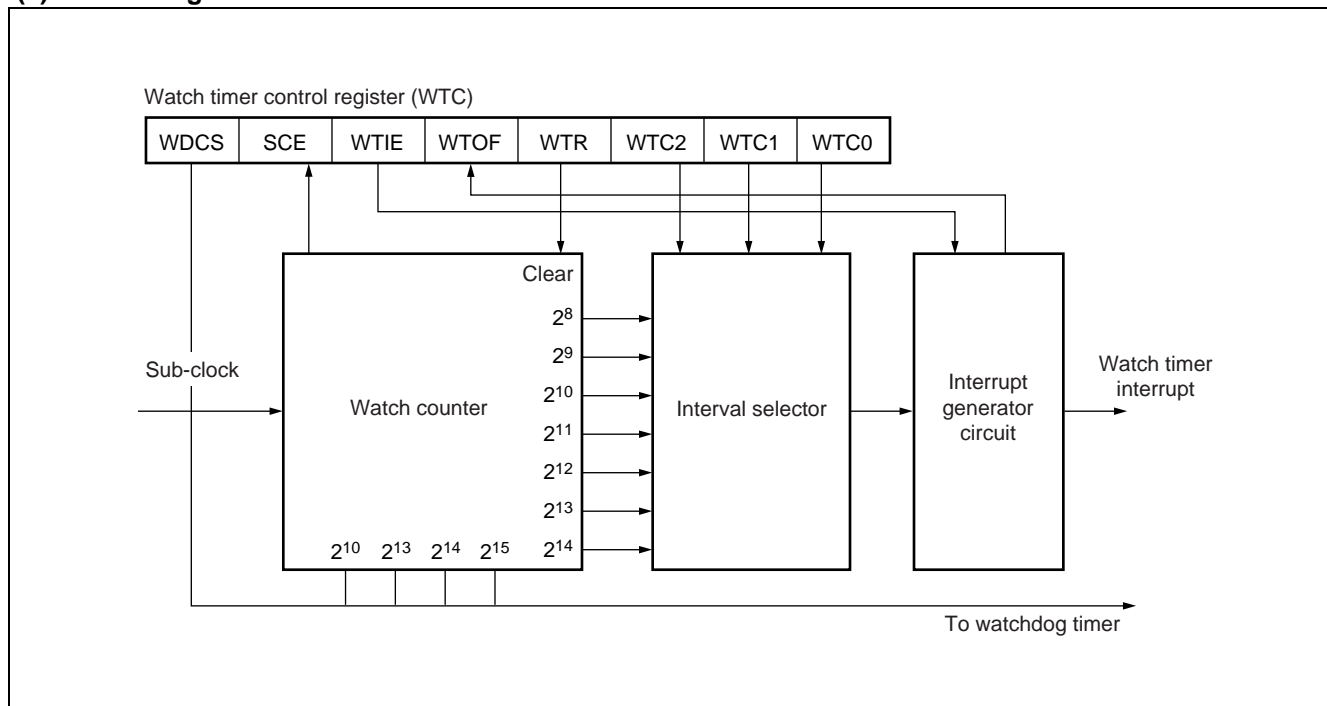 Watch timer control register (WTC)
WDCS SCE WTIE WTOF WTR WTC2 WTC1 WTC0
Clear
2⁸
2⁹
2¹⁰
2¹¹
2¹²
2¹³
2¹⁴
2¹⁰ 2¹³ 2¹⁴ 2¹⁵
Sub-clock
Watch counter
Interval selector
Interrupt
generator
circuit
Watch timer
interrupt
To watchdog timer